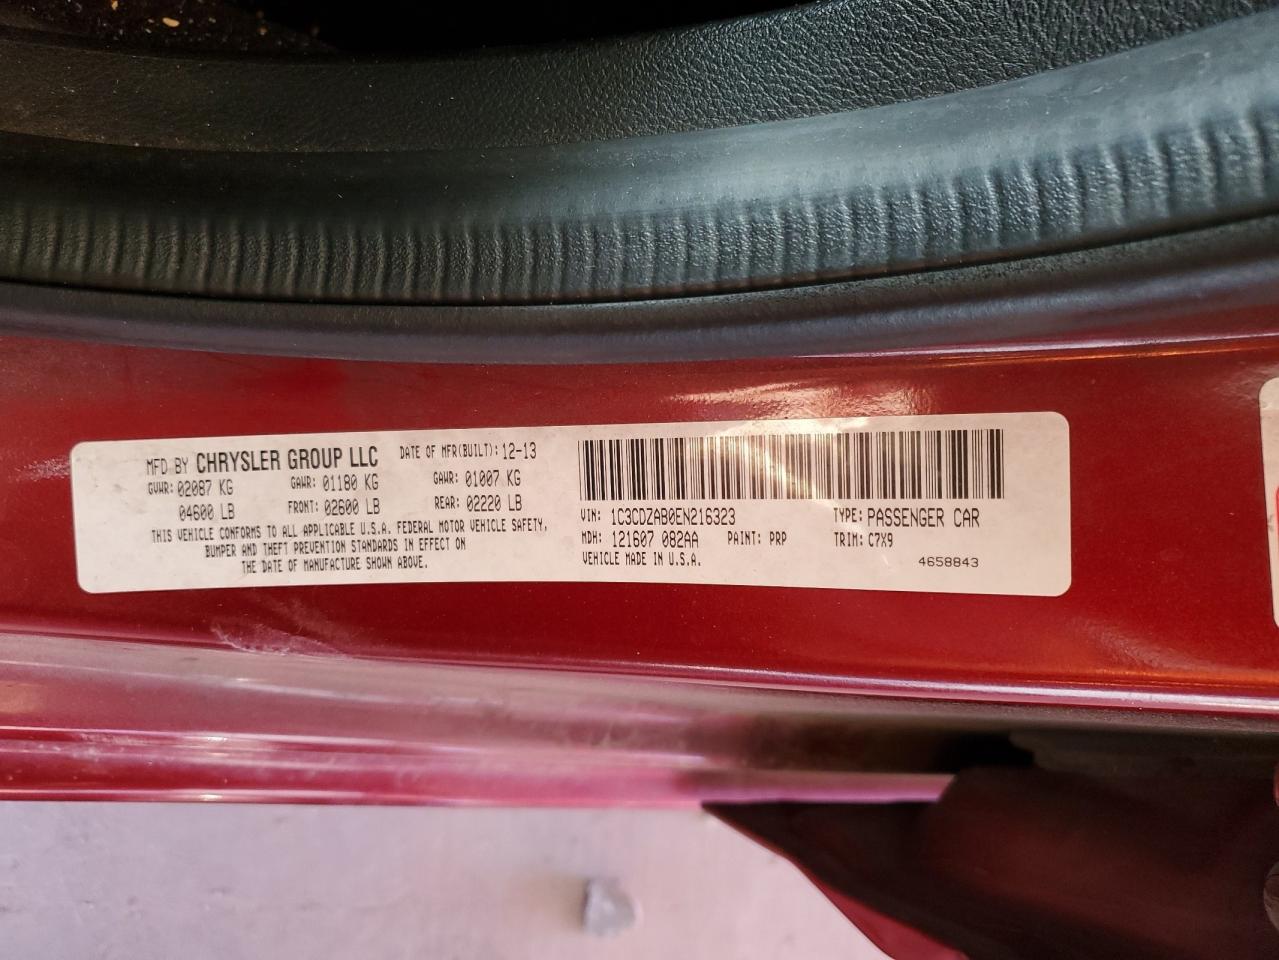 MFD BY CHRYSLER GROUP LLC DATE OF MFR(BUILT): 12-13
GVWR: 02087 KG GAWR: 01180 KG GAWR: 01007 KG
04600 LB FRONT: 02600 LB REAR: 02220 LB
THIS VEHICLE CONFORMS TO ALL APPLICABLE U.S.A. FEDERAL MOTOR VEHICLE SAFETY,
BUMPER AND THEFT PREVENTION STANDARDS IN EFFECT ON
THE DATE OF MANUFACTURE SHOWN ABOVE.
VIN: 1C3CDZAB0EN216323 TYPE: PASSENGER CAR
MDH: 121607 082AA PAINT: PRP TRIM: C7X9
VEHICLE MADE IN U.S.A. 4658843